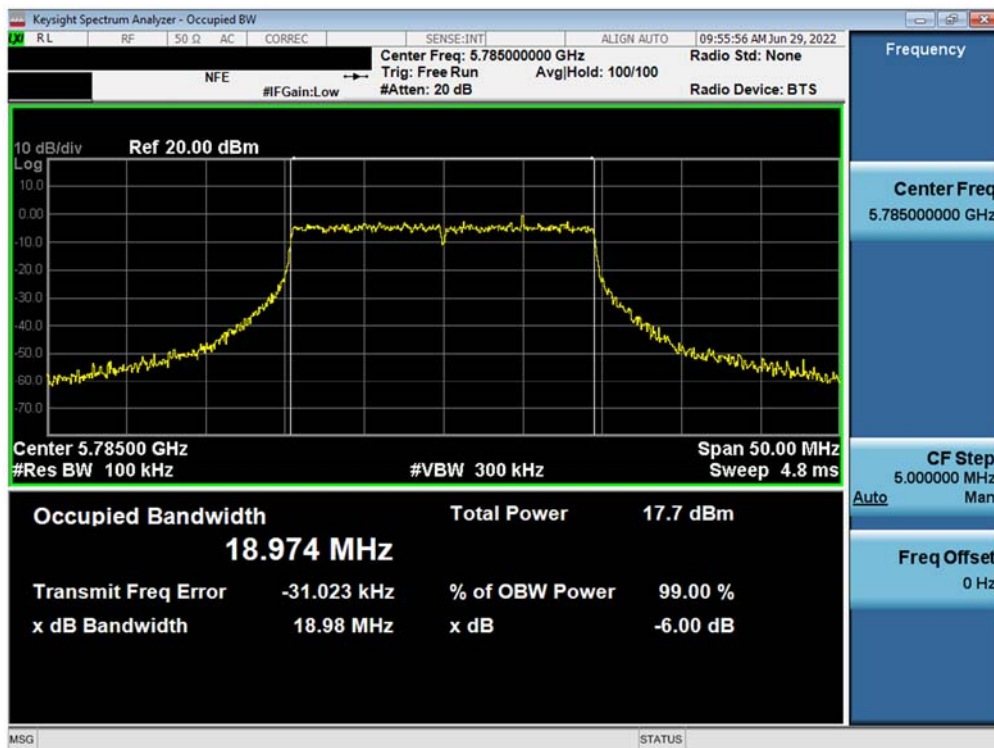 Keysight Spectrum Analyzer - Occupied BW
LXI RL RF 50 Ω AC CORREC SENSE:INT ALIGN AUTO 09:55:56 AM Jun 29, 2022
Center Freq: 5.785000000 GHz Radio Std: None
NFE Trig: Free Run Avg|Hold: 100/100
#IFGain:Low #Atten: 20 dB Radio Device: BTS
10 dB/div Ref 20.00 dBm
Log
10.0
0.00
-10.0
-20.0
-30.0
-40.0
-50.0
-60.0
-70.0
Center 5.78500 GHz Span 50.00 MHz
#Res BW 100 kHz #VBW 300 kHz Sweep 4.8 ms
Occupied Bandwidth Total Power 17.7 dBm
18.974 MHz
Transmit Freq Error -31.023 kHz % of OBW Power 99.00 %
x dB Bandwidth 18.98 MHz x dB -6.00 dB
MSG STATUS
Frequency
Center Freq
5.785000000 GHz
CF Step
5.000000 MHz
Auto Man
Freq Offset
0 Hz